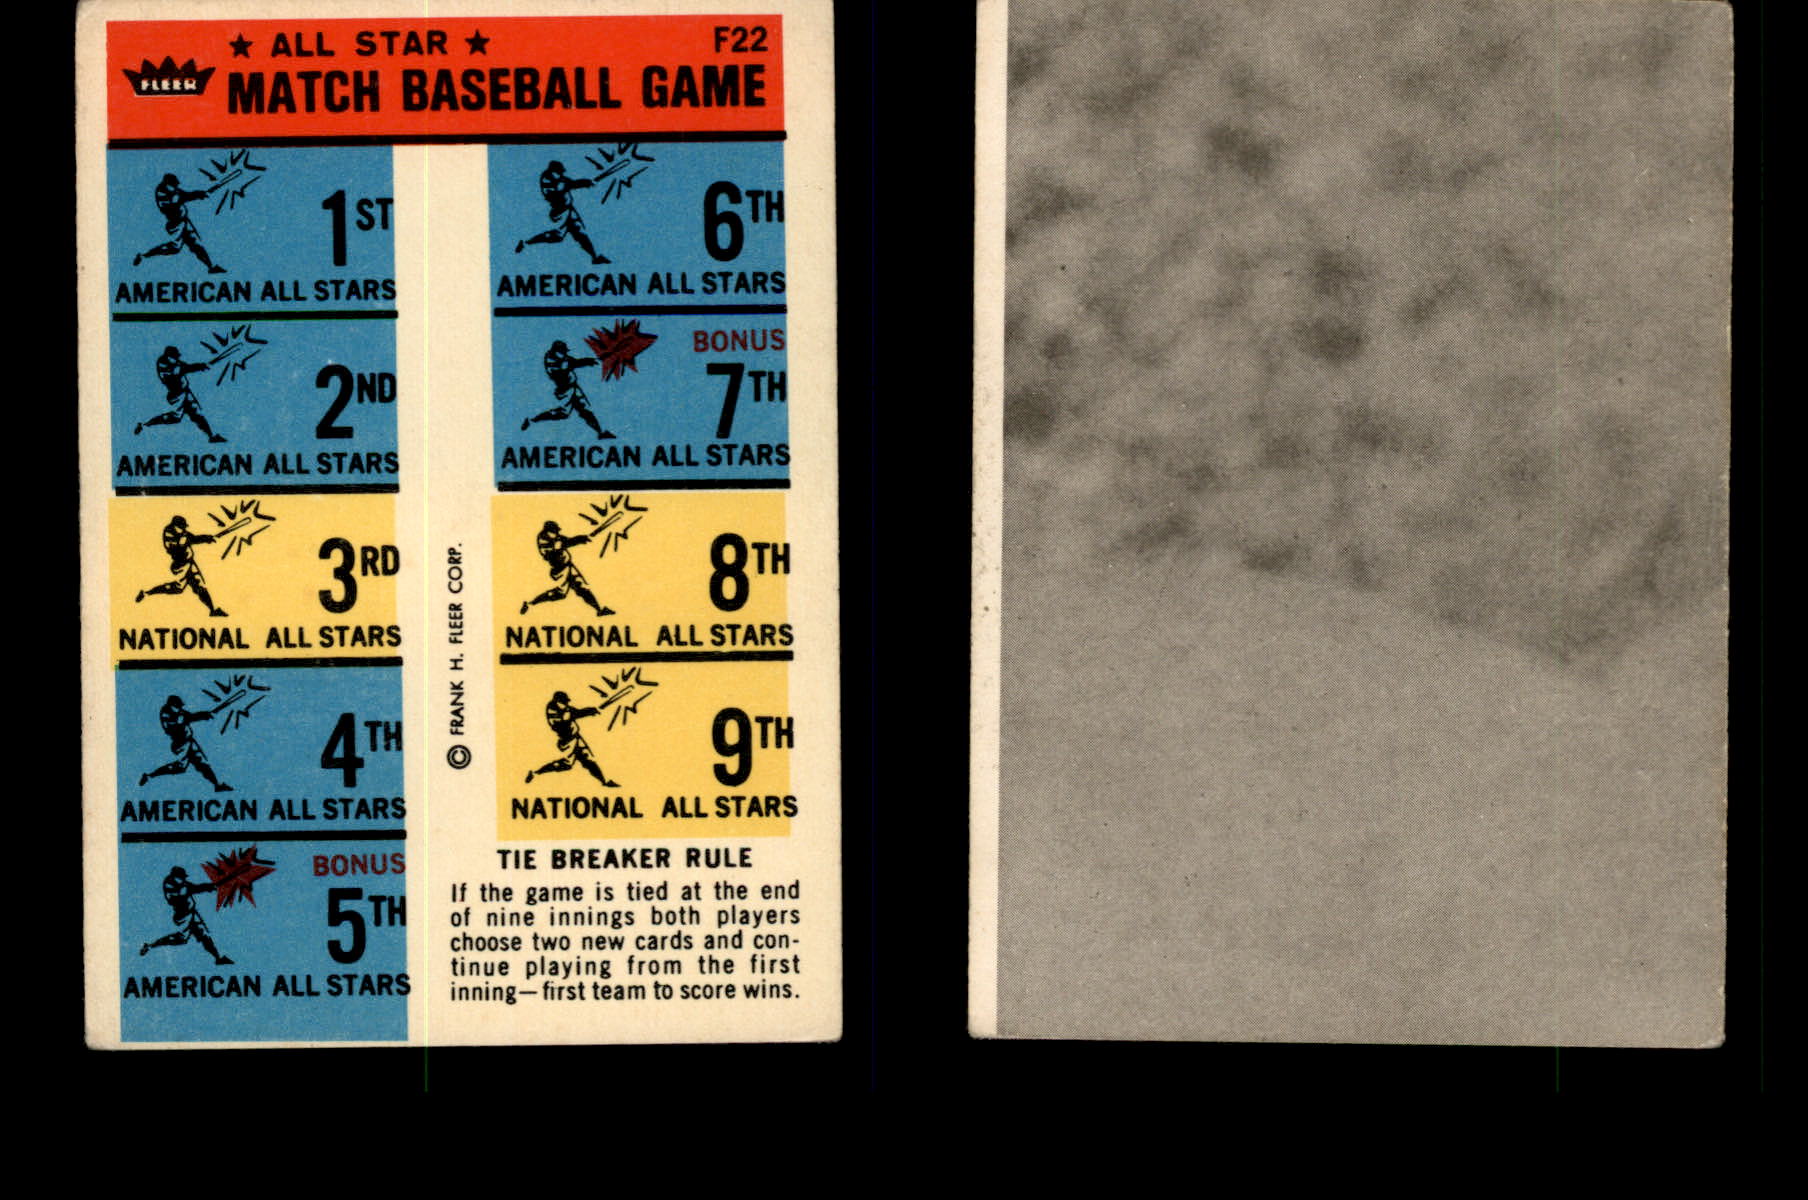 ★ ALL STAR ★
F22
FLEER
MATCH BASEBALL GAME
1ST
AMERICAN ALL STARS
2ND
AMERICAN ALL STARS
3RD
NATIONAL ALL STARS
4TH
AMERICAN ALL STARS
BONUS
5TH
AMERICAN ALL STARS
© FRANK H. FLEER CORP.
6TH
AMERICAN ALL STARS
BONUS
7TH
AMERICAN ALL STARS
8TH
NATIONAL ALL STARS
9TH
NATIONAL ALL STARS
TIE BREAKER RULE
If the game is tied at the end
of nine innings both players
choose two new cards and con-
tinue playing from the first
inning—first team to score wins.